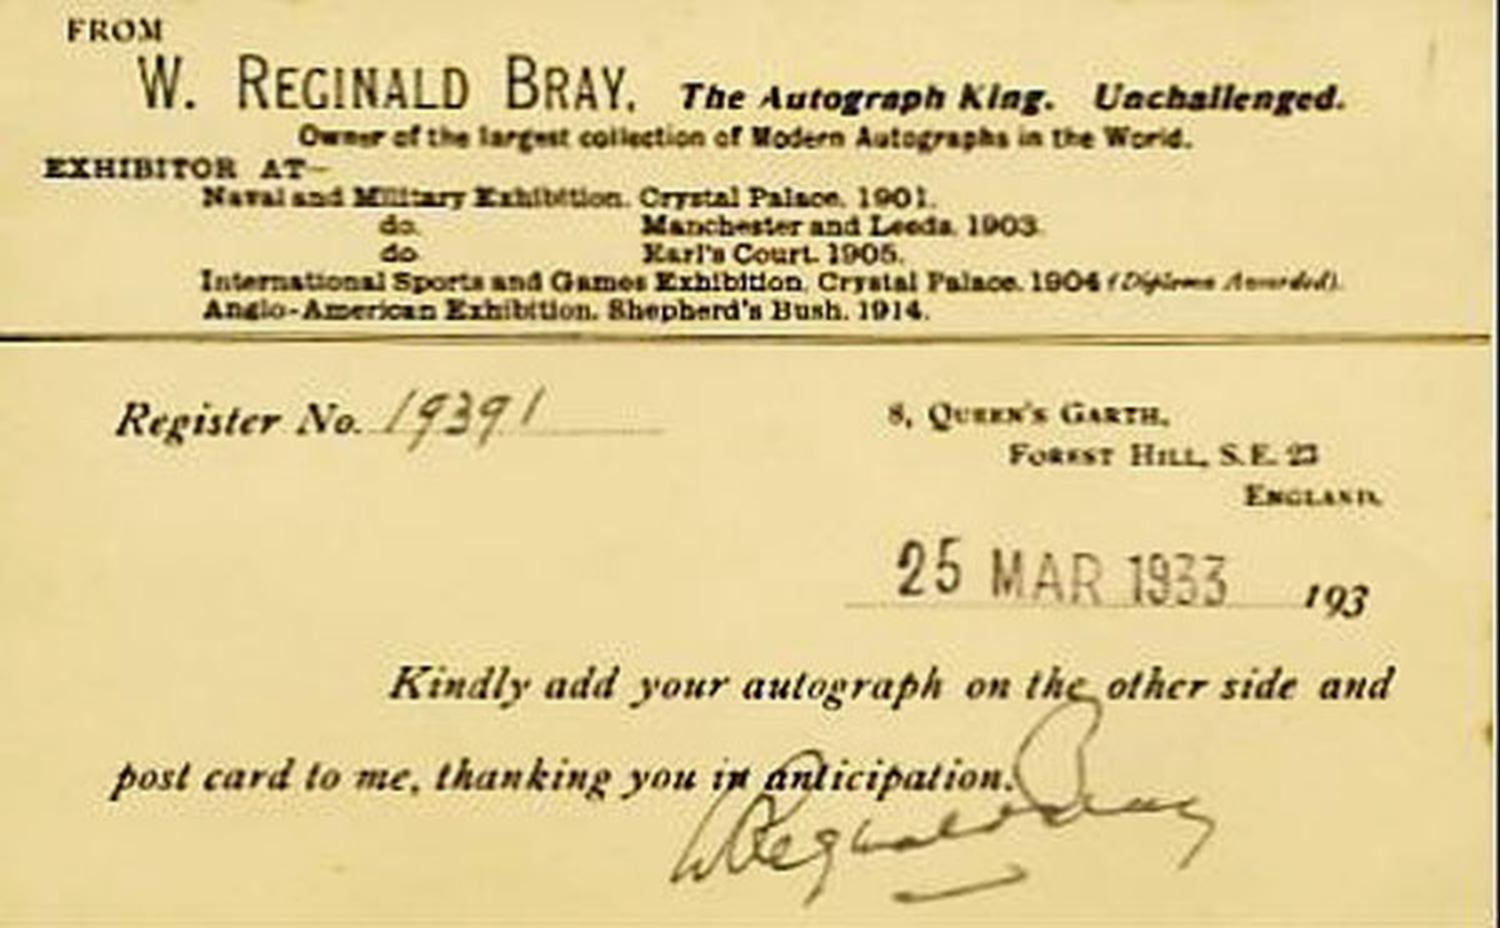 FROM
W. REGINALD BRAY, The Autograph King. Unchallenged.
Owner of the largest collection of Modern Autographs in the World.
EXHIBITOR AT—
Naval and Military Exhibition, Crystal Palace, 1901.
do. Manchester and Leeds, 1903.
do. Earl's Court, 1905.
International Sports and Games Exhibition, Crystal Palace, 1904 (Diploma Awarded).
Anglo-American Exhibition, Shepherd's Bush, 1914.
Register No. 19391
8, QUEEN'S GARTH,
FOREST HILL, S.E. 23
ENGLAND.
25 MAR 1933 193
Kindly add your autograph on the other side and
post card to me, thanking you in anticipation.
W Reginald Bray